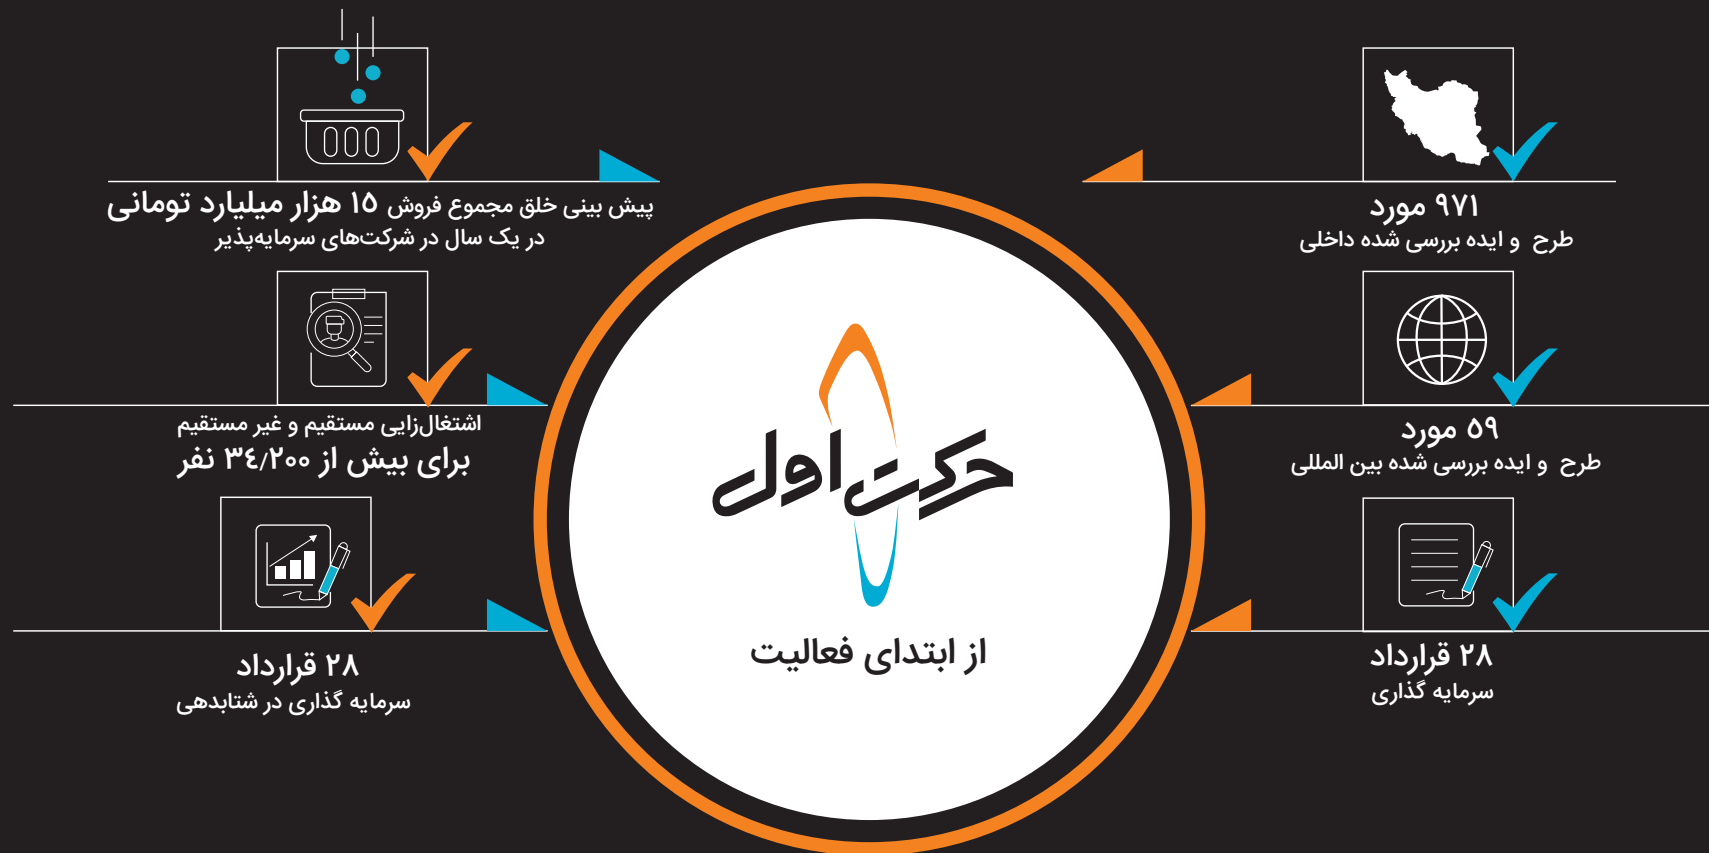 ۹۷۱ مورد
طرح و ایده بررسی شده داخلی
۵۹ مورد
طرح و ایده بررسی شده بین المللی
۲۸ قرارداد
سرمایه گذاری
حرکت اول
از ابتدای فعالیت
پیش بینی خلق مجموع فروش ۱۵ هزار میلیارد تومانی
در یک سال در شرکت‌های سرمایه‌پذیر
اشتغال‌زایی مستقیم و غیر مستقیم
برای بیش از ۳۴/۲۰۰ نفر
۲۸ قرارداد
سرمایه گذاری در شتابدهی